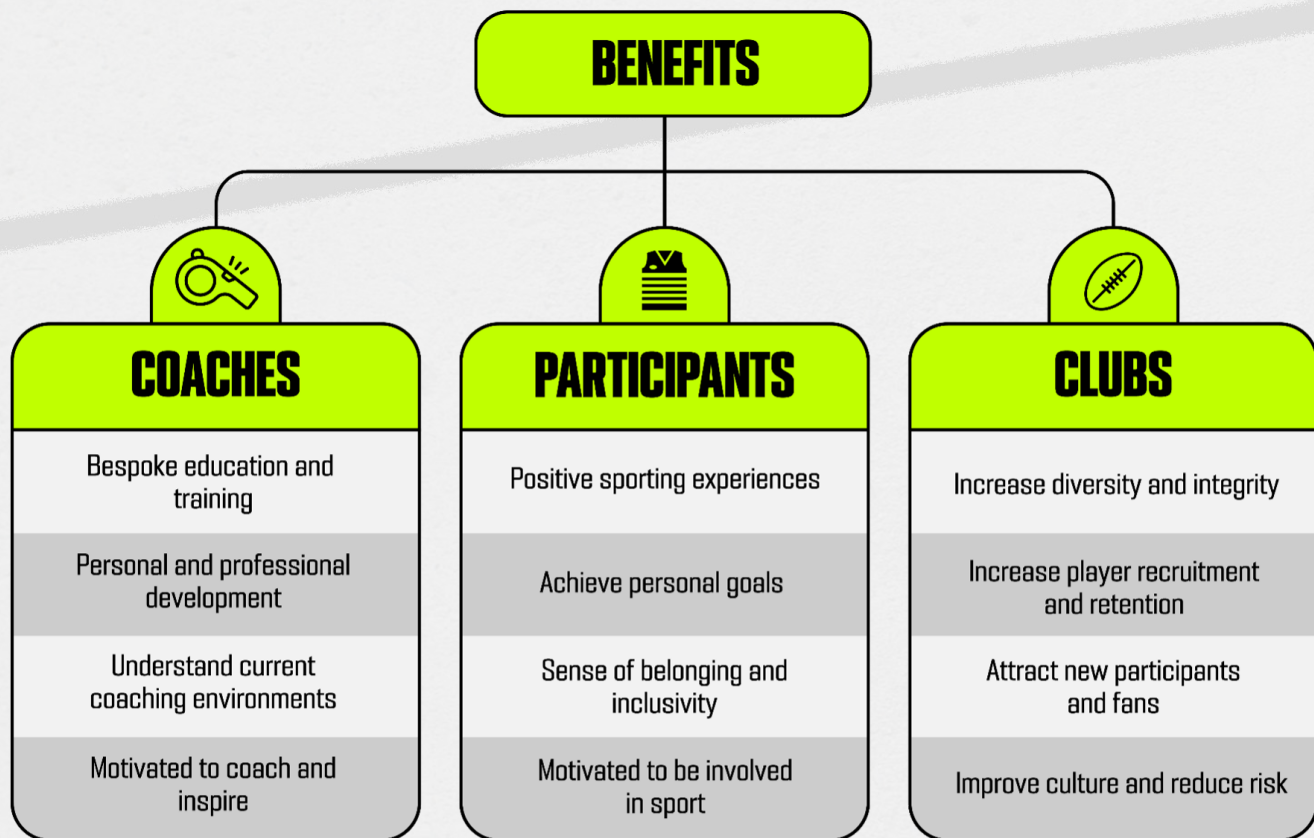 BENEFITS
COACHES
Bespoke education and
training
Personal and professional
development
Understand current
coaching environments
Motivated to coach and
inspire
PARTICIPANTS
Positive sporting experiences
Achieve personal goals
Sense of belonging and
inclusivity
Motivated to be involved
in sport
CLUBS
Increase diversity and integrity
Increase player recruitment
and retention
Attract new participants
and fans
Improve culture and reduce risk